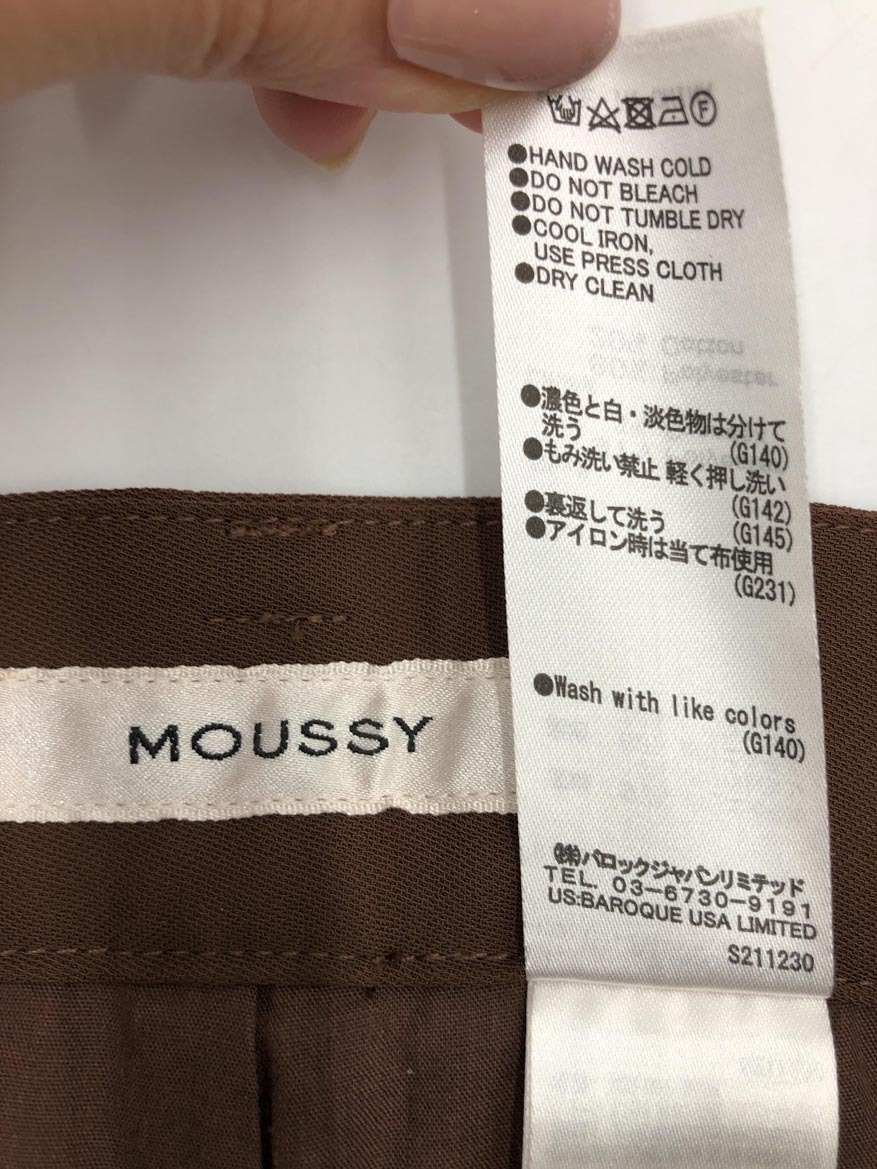 ●HAND WASH COLD
●DO NOT BLEACH
●DO NOT TUMBLE DRY
●COOL IRON,
USE PRESS CLOTH
●DRY CLEAN
20% Cotton
80% Polyester
●濃色と白・淡色物は分けて
洗う (G140)
●もみ洗い禁止 軽く押し洗い
(G142)
●裏返して洗う (G145)
●アイロン時は当て布使用
(G231)
●Wash with like colors
(G140)
MOUSSY
㈱バロックジャパンリミテッド
TEL. 03-6730-9191
US:BAROQUE USA LIMITED
S211230